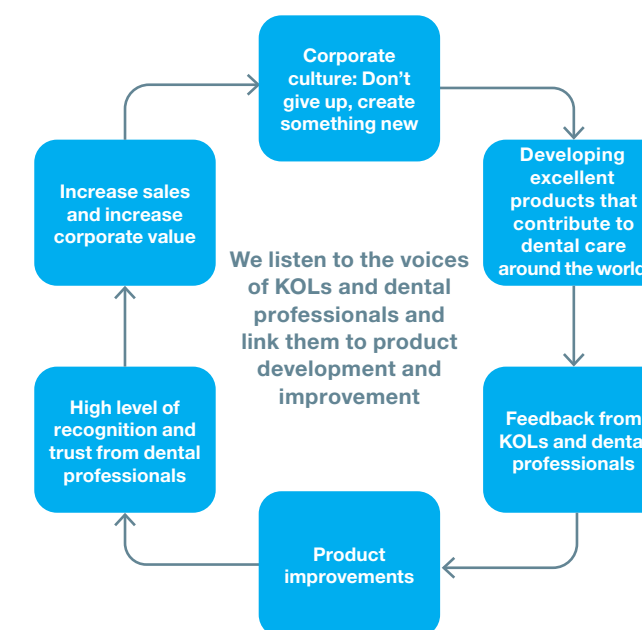 Corporate
culture: Don’t
give up, create
something new
Developing
excellent
products that
contribute to
dental care
around the world
Increase sales
and increase
corporate value
We listen to the voices
of KOLs and dental
professionals and
link them to product
development and
improvement
High level of
recognition and
trust from dental
professionals
Feedback from
KOLs and dental
professionals
Product
improvements